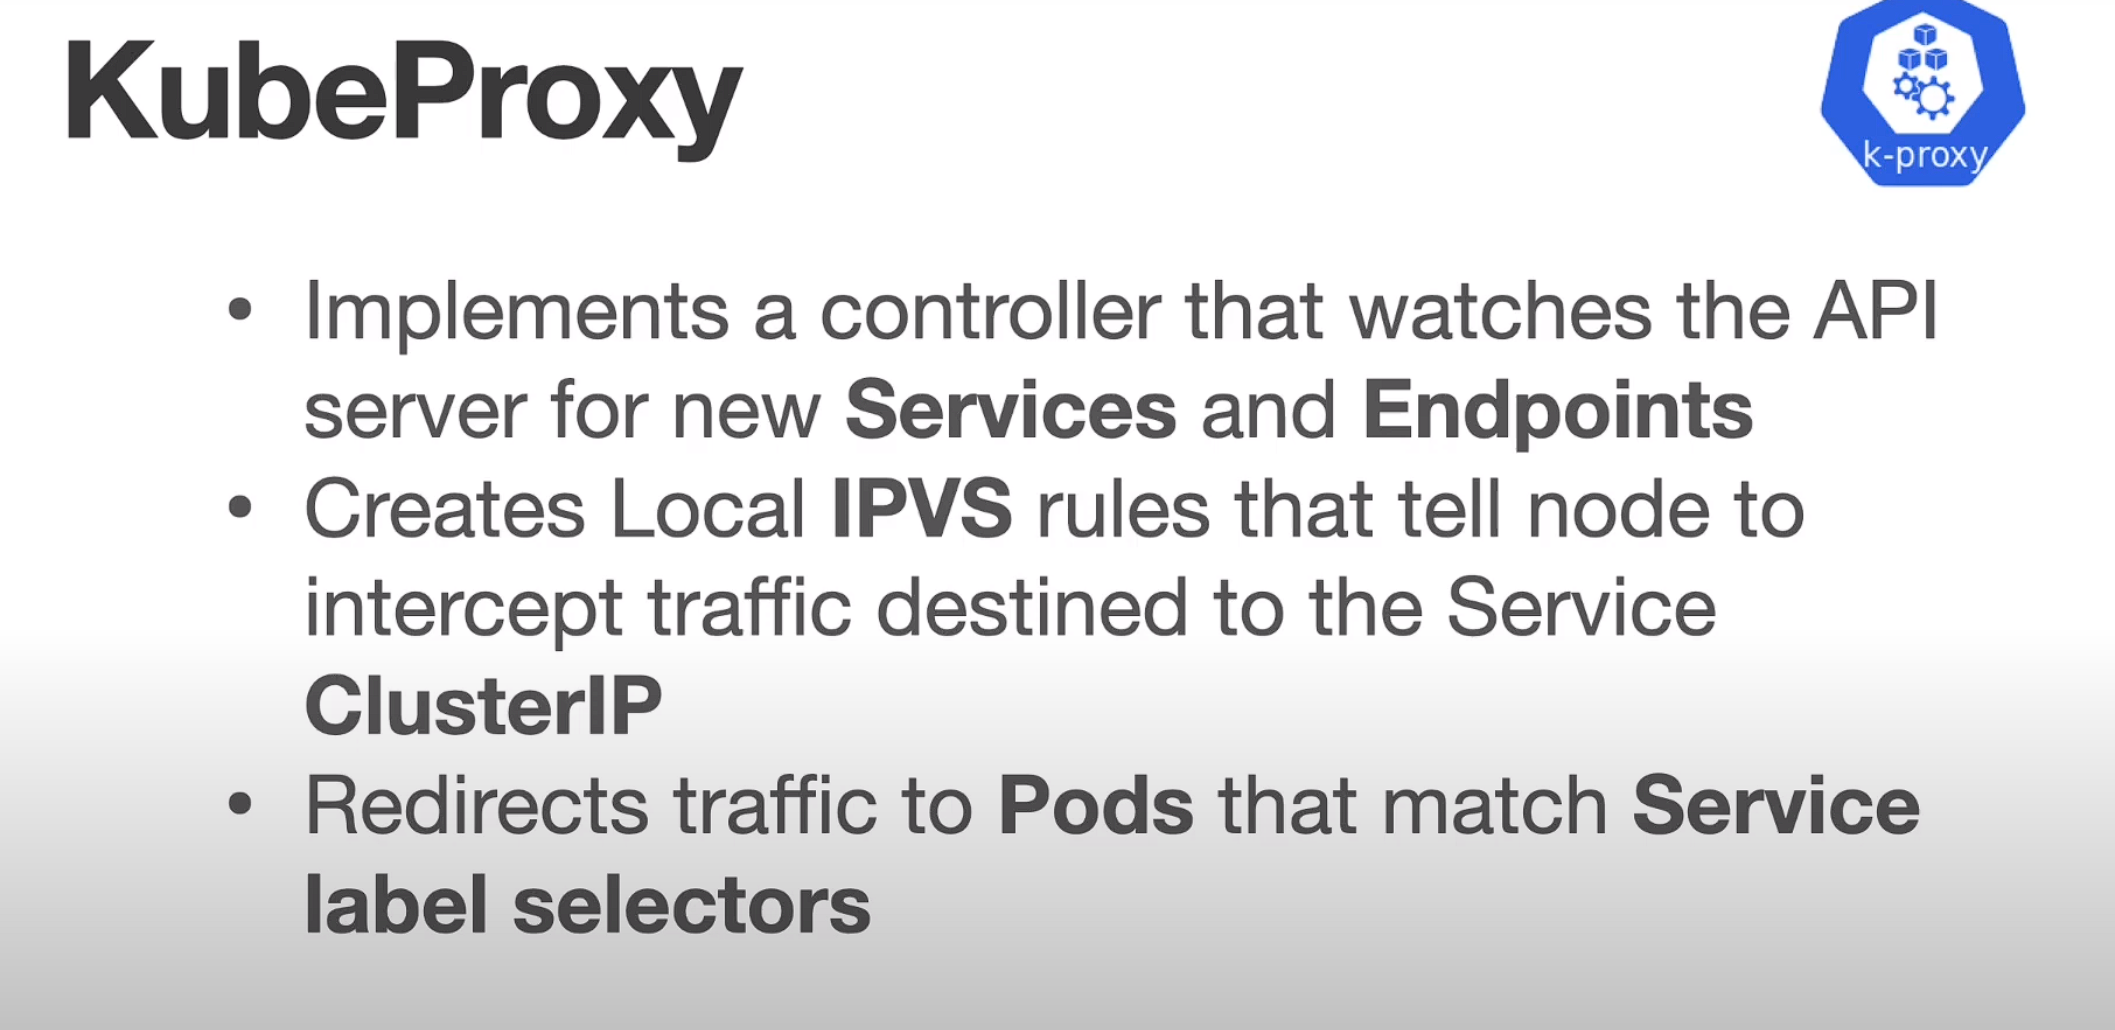 KubeProxy
k-proxy
• Implements a controller that watches the API
server for new Services and Endpoints
• Creates Local IPVS rules that tell node to
intercept traffic destined to the Service
ClusterIP
• Redirects traffic to Pods that match Service
label selectors